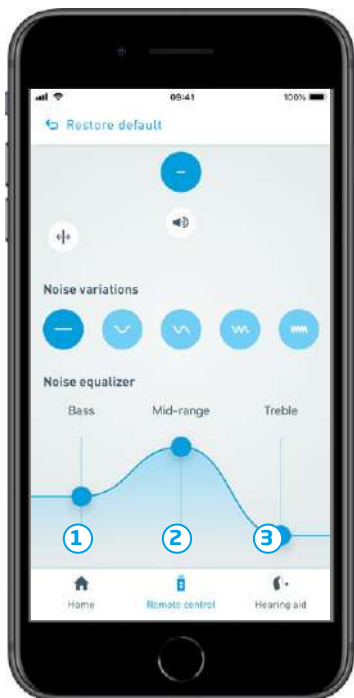 09:41 100%
Restore default
Noise variations
Noise equalizer
Bass Mid-range Treble
1 2 3
Home Remote control Hearing aid